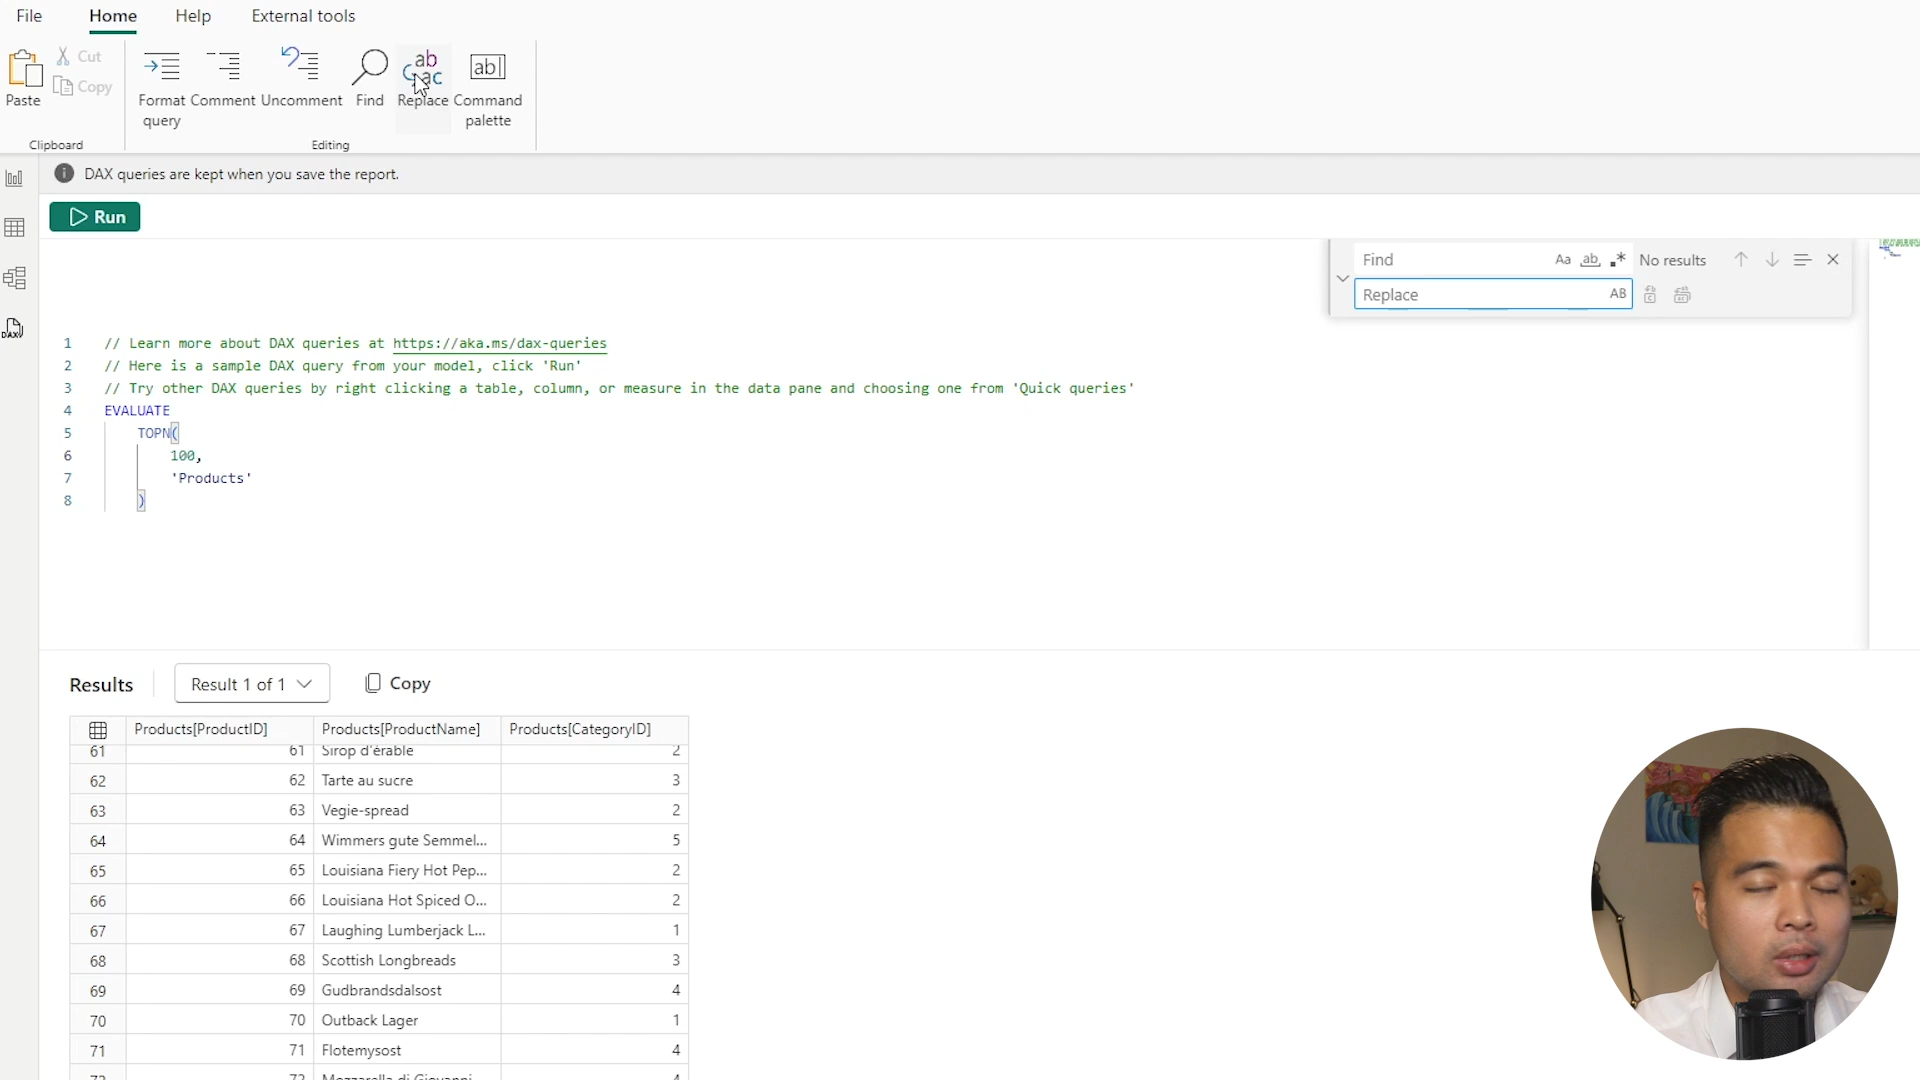 File Home Help External tools
Paste
Cut
Copy
Clipboard
Format query
Comment
Uncomment
Find
Replace
Command palette
Editing
DAX queries are kept when you save the report.
Run
Find Aa ab No results
Replace AB
1 // Learn more about DAX queries at https://aka.ms/dax-queries
2 // Here is a sample DAX query from your model, click 'Run'
3 // Try other DAX queries by right clicking a table, column, or measure in the data pane and choosing one from 'Quick queries'
4 EVALUATE
5 TOPN(
6 100,
7 'Products'
8 )
Results Result 1 of 1 Copy
Products[ProductID] Products[ProductName] Products[CategoryID]
61 61 Sirop d'érable 2
62 62 Tarte au sucre 3
63 63 Vegie-spread 2
64 64 Wimmers gute Semmel... 5
65 65 Louisiana Fiery Hot Pep... 2
66 66 Louisiana Hot Spiced O... 2
67 67 Laughing Lumberjack L... 1
68 68 Scottish Longbreads 3
69 69 Gudbrandsdalsost 4
70 70 Outback Lager 1
71 71 Flotemysost 4
72 72 Mozzarella di Giovanni 4